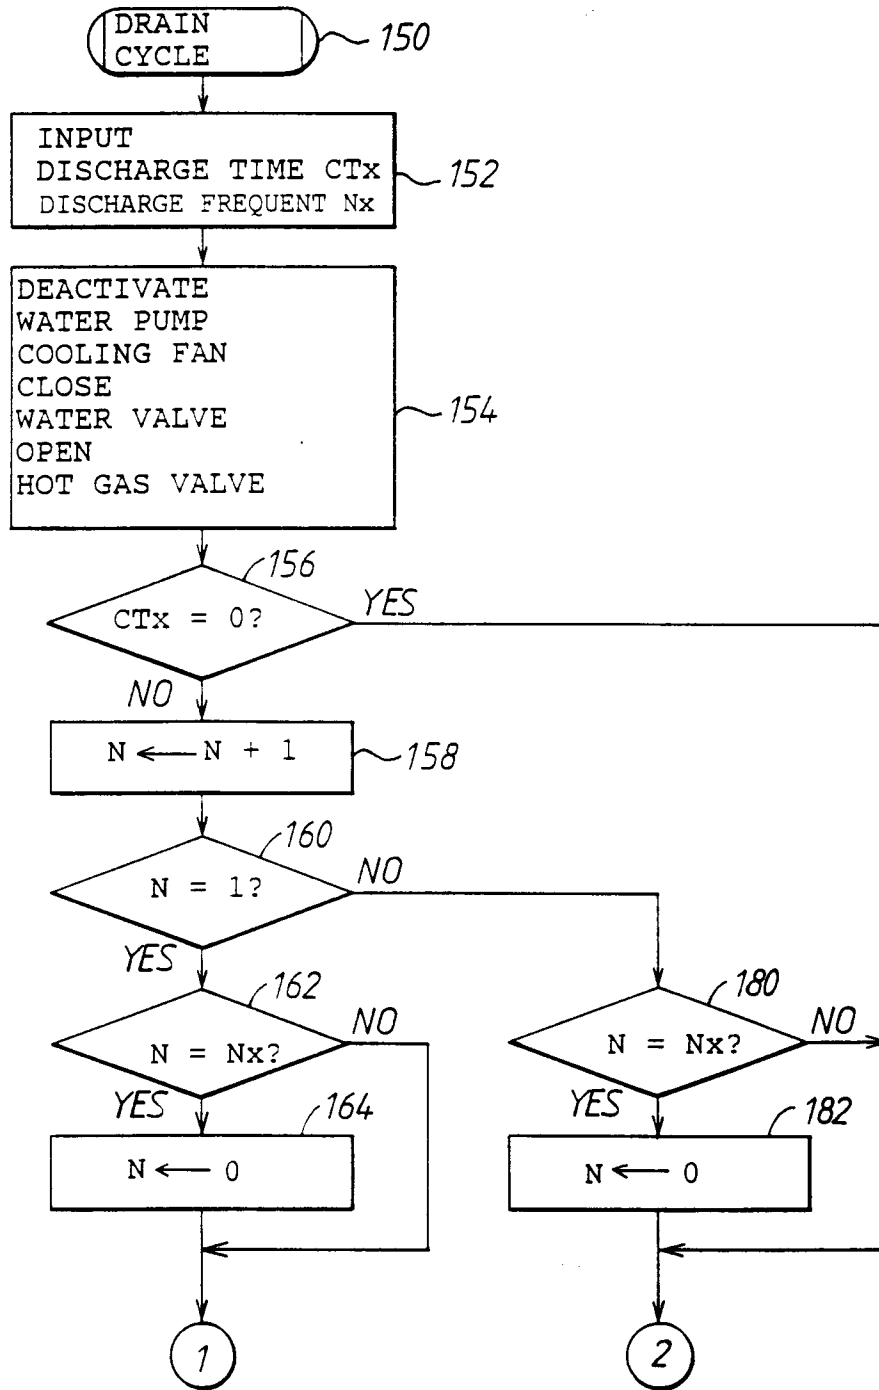 DRAIN
CYCLE
150
INPUT
DISCHARGE TIME CTx
DISCHARGE FREQUENT Nx
152
DEACTIVATE
WATER PUMP
COOLING FAN
CLOSE
WATER VALVE
OPEN
HOT GAS VALVE
154
156
CTx = 0?
YES
NO
N ← N + 1
158
160
N = 1?
NO
YES
162
N = Nx?
NO
YES
164
N ← 0
180
N = Nx?
NO
YES
182
N ← 0
1
2